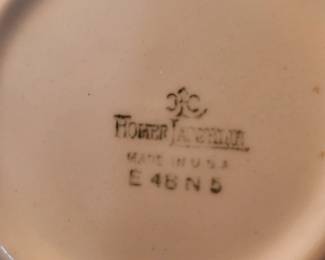 HOMER LAUGHLIN
MADE IN U.S.A.
E 48 N 5